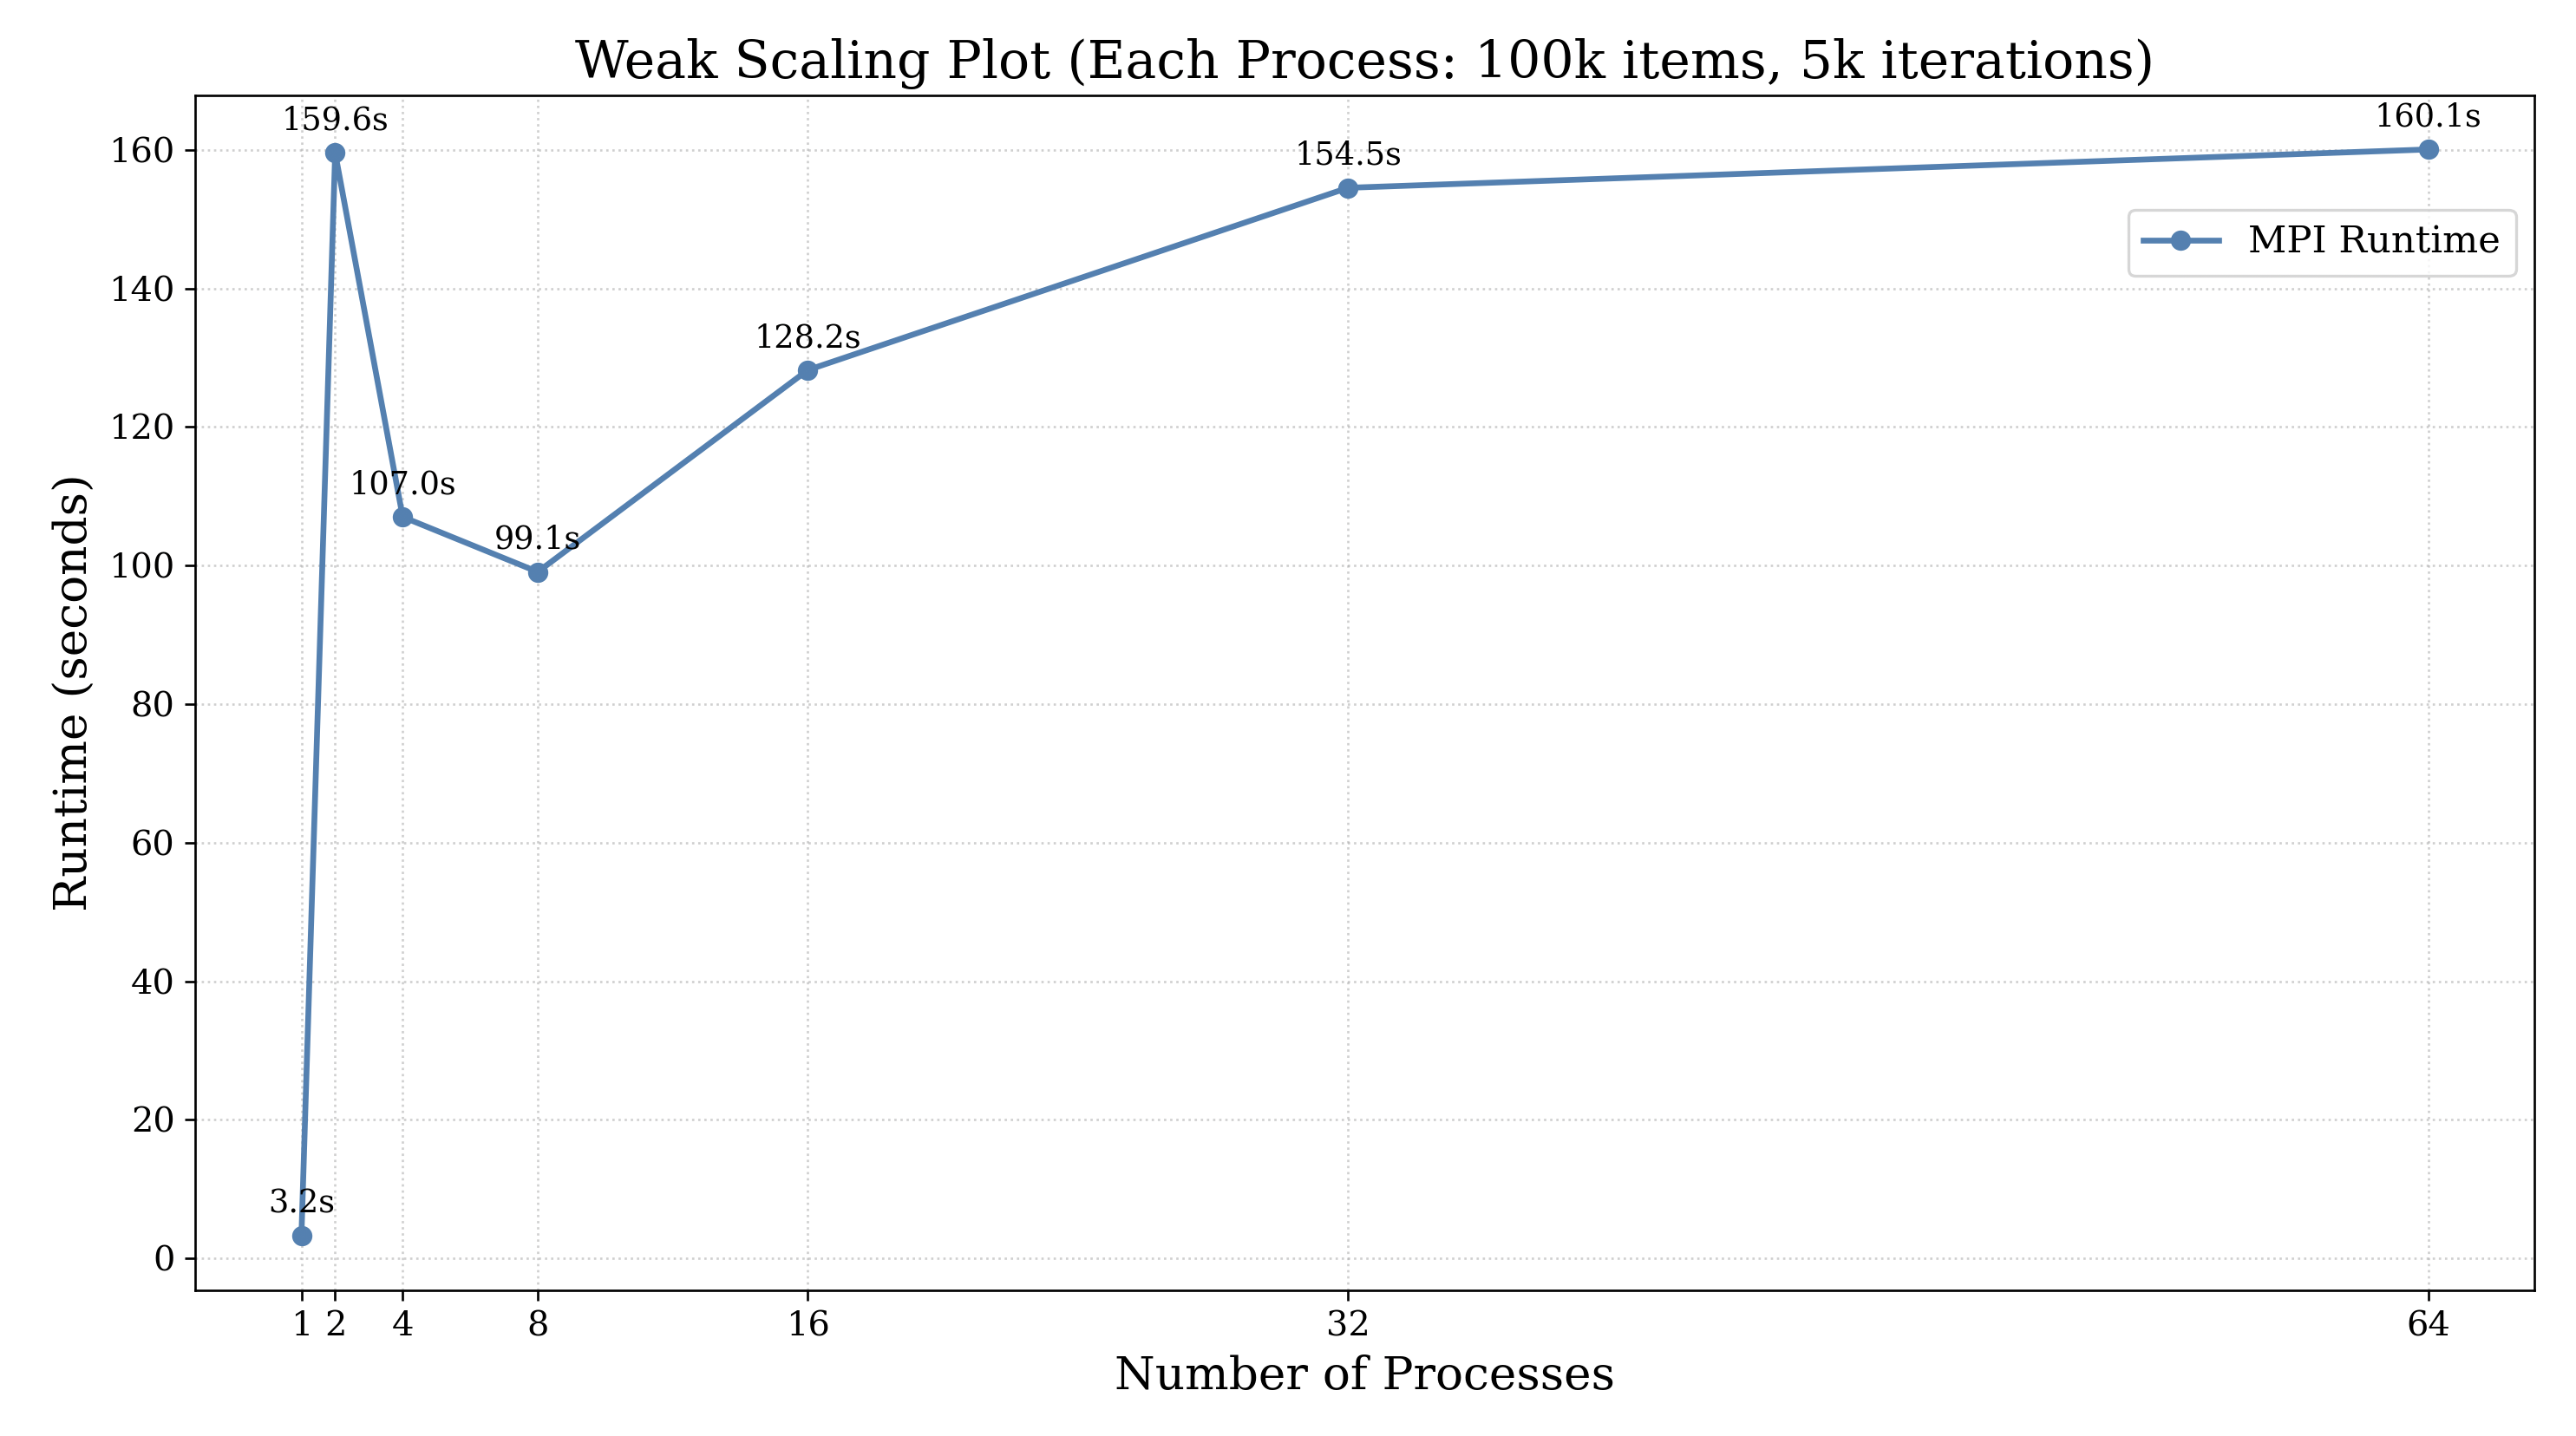 Weak Scaling Plot (Each Process: 100k items, 5k iterations)
159.6s
160.1s
154.5s
160
MPI Runtime
140
128.2s
120
107.0s
99.1s
100
80
60
40
20
3.2s
0
Runtime (seconds)
1 2 4 8 16 32 64
Number of Processes